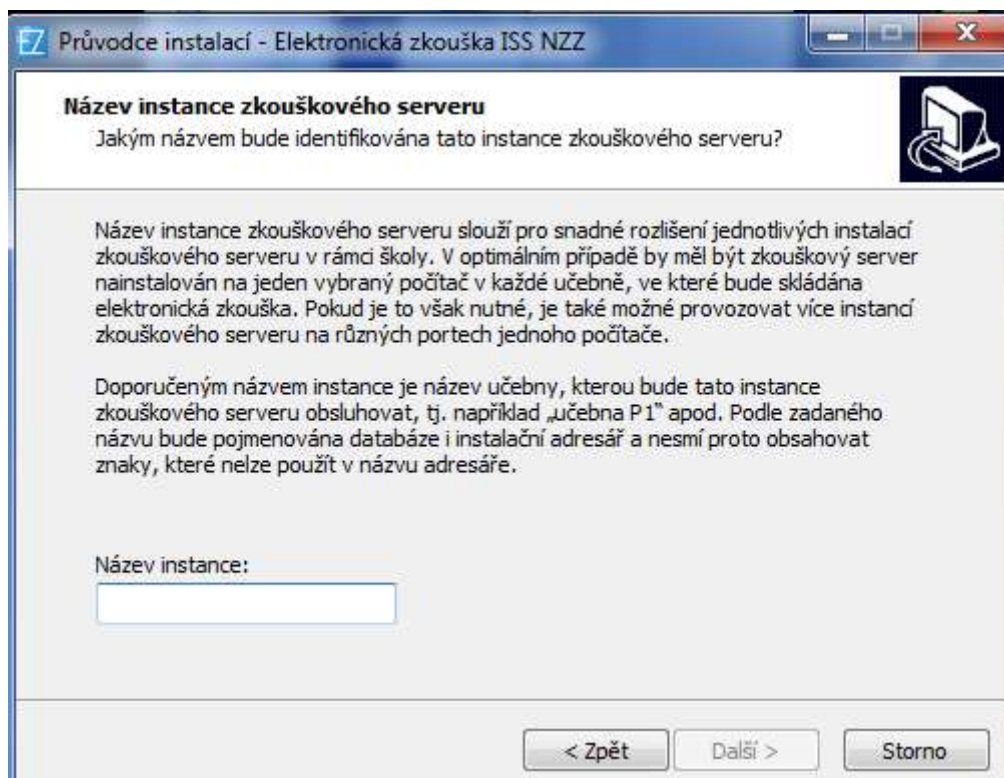 EZ Průvodce instalací - Elektronická zkouška ISS NZZ
Název instance zkouškového serveru
Jakým názvem bude identifikována tato instance zkouškového serveru?
Název instance zkouškového serveru slouží pro snadné rozlišení jednotlivých instalací
zkouškového serveru v rámci školy. V optimálním případě by měl být zkouškový server
nainstalován na jeden vybraný počítač v každé učebně, ve které bude skládána
elektronická zkouška. Pokud je to však nutné, je také možné provozovat více instancí
zkouškového serveru na různých portech jednoho počítače.
Doporučeným názvem instance je název učebny, kterou bude tato instance
zkouškového serveru obsluhovat, tj. například „učebna P1“ apod. Podle zadaného
názvu bude pojmenována databáze i instalační adresář a nesmí proto obsahovat
znaky, které nelze použít v názvu adresáře.
Název instance:
< Zpět
Další >
Storno